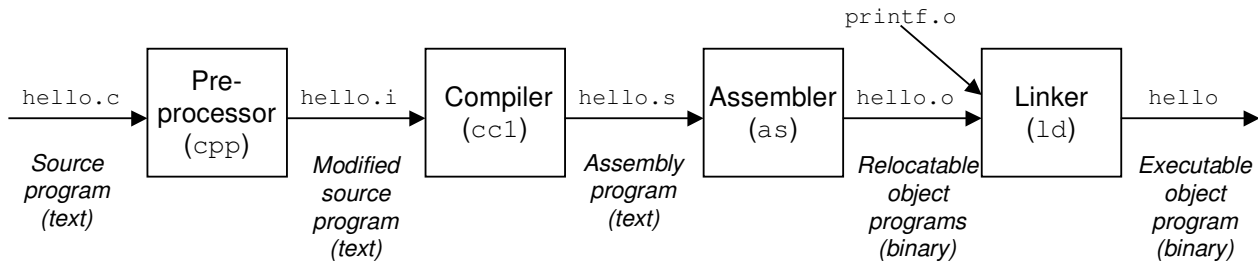 printf.o
hello.c
Pre-
processor
(cpp)
hello.i
Compiler
(cc1)
hello.s
Assembler
(as)
hello.o
Linker
(ld)
hello
Source
program
(text)
Modified
source
program
(text)
Assembly
program
(text)
Relocatable
object
programs
(binary)
Executable
object
program
(binary)